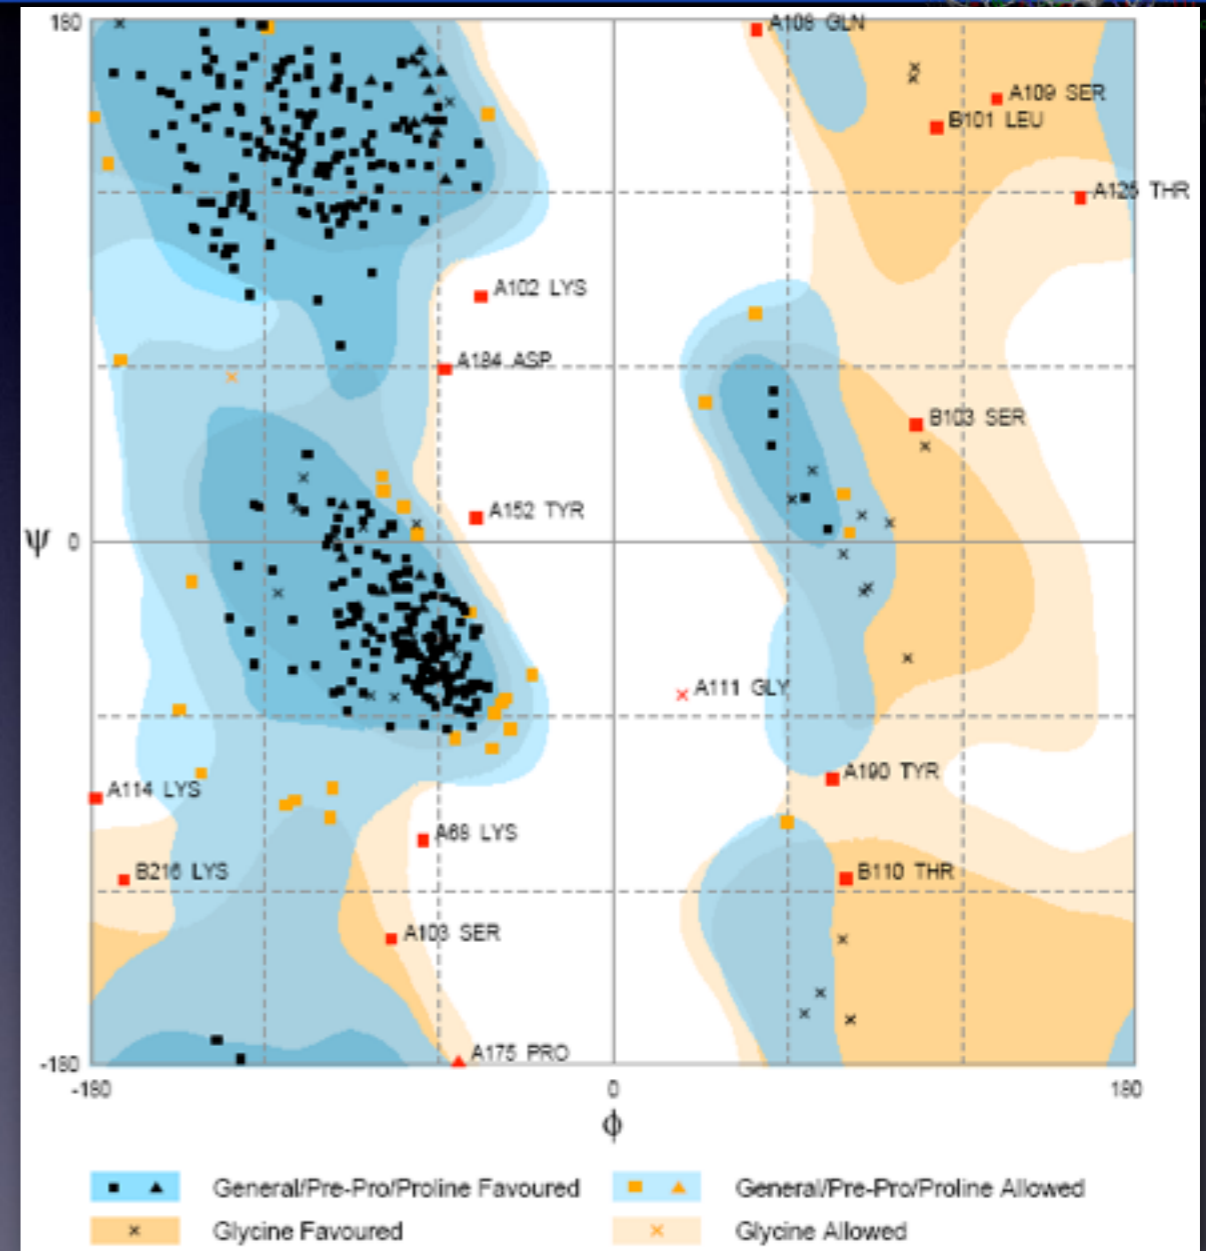 180
A108 GLN
A109 SER
B101 LEU
A125 THR
A102 LYS
A184 ASP
B103 SER
A152 TYR
ψ 0
A111 GLY
A190 TYR
A114 LYS
A68 LYS
B216 LYS
B110 THR
A103 SER
A175 PRO
-180
-180 0 180
ϕ
General/Pre-Pro/Proline Favoured General/Pre-Pro/Proline Allowed
Glycine Favoured Glycine Allowed